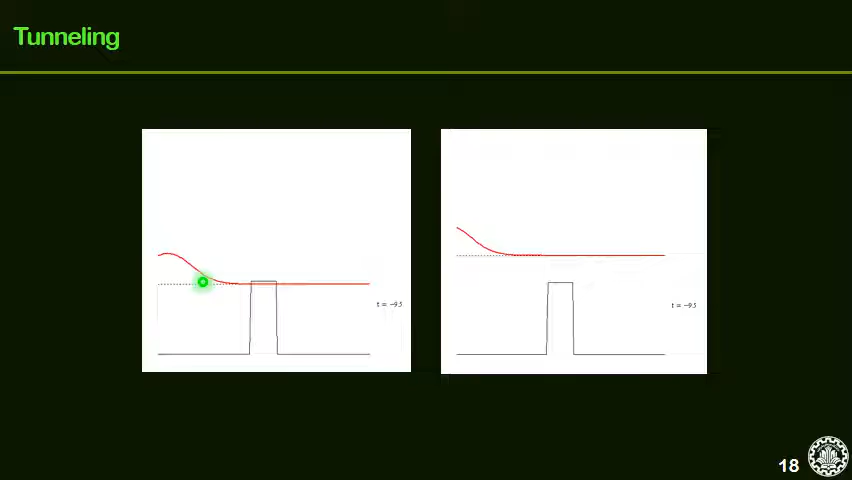 Tunneling
t = −9.5
t = −9.5
18